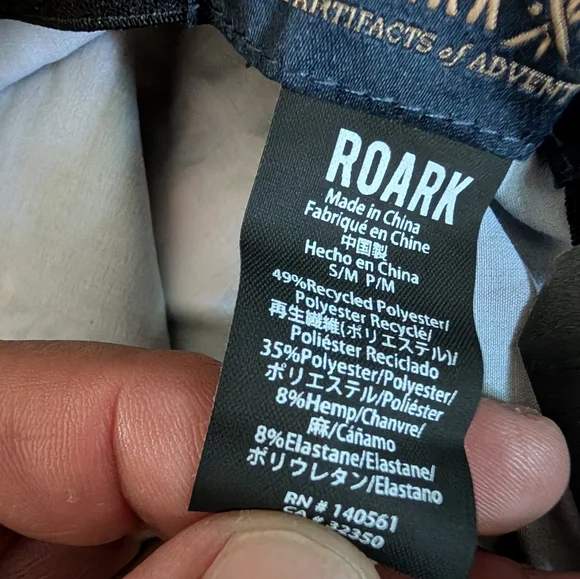 ARTIFACTS of ADVENT
ROARK
Made in China
Fabriqué en Chine
中国製
Hecho en China
S/M P/M
49%Recycled Polyester/
Polyester Recyclé/
再生繊維(ポリエステル)/
Poliéster Reciclado
35%Polyester/Polyester/
ポリエステル/Poliéster
8%Hemp/Chanvre/
麻/Cáñamo
8%Elastane/Elastane/
ポリウレタン/Elastano
RN # 140561
CA # 32350